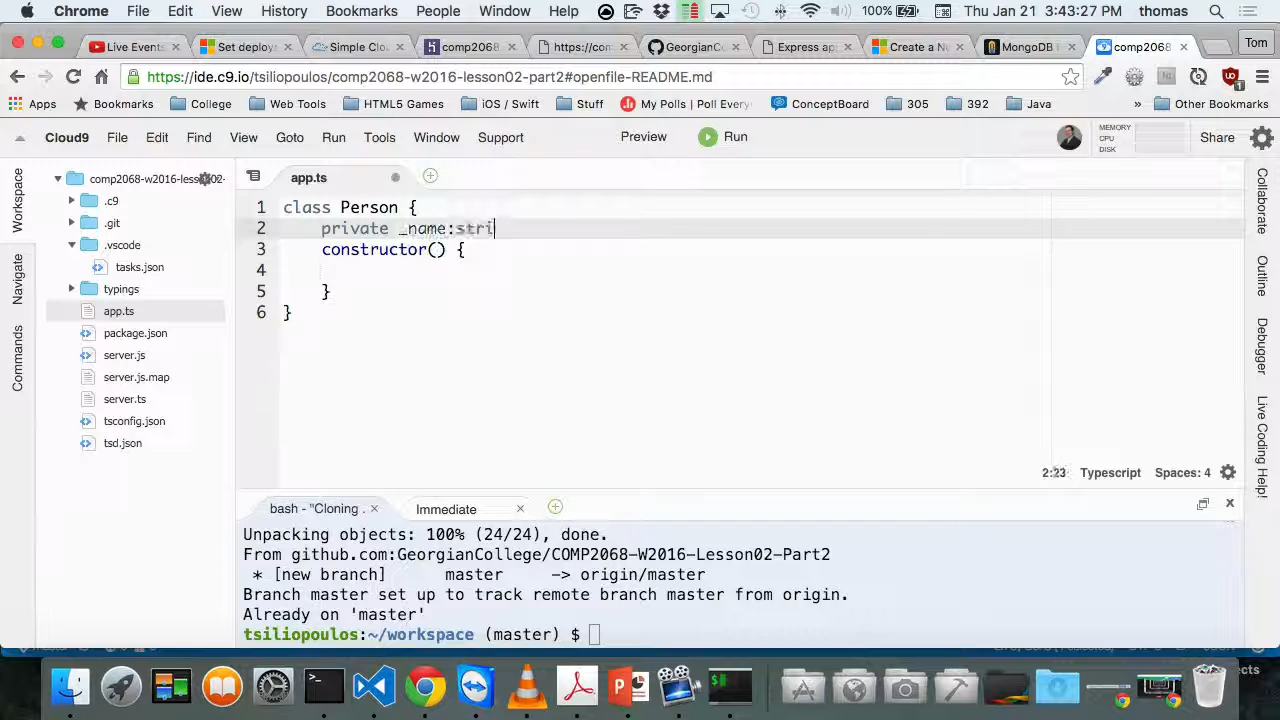 Chrome File Edit View History Bookmarks People Window Help 100% Thu Jan 21 3:43:27 PM thomas
Live Events Set deploy Simple Clo comp2068 https://com Georgian Express app Create a N MongoDB comp2068 Tom
https://ide.c9.io/tsiliopoulos/comp2068-w2016-lesson02-part2#openfile-README.md
Apps Bookmarks College Web Tools HTML5 Games iOS / Swift Stuff My Polls | Poll Every ConceptBoard 305 392 Java » Other Bookmarks
Cloud9 File Edit Find View Goto Run Tools Window Support Preview Run MEMORY CPU DISK Share
Workspace
Navigate
Commands
comp2068-w2016-less
.c9
.git
.vscode
tasks.json
typings
app.ts
package.json
server.js
server.js.map
server.ts
tsconfig.json
tsd.json
app.ts
1 class Person {
2 private _name:stri
3 constructor() {
4
5 }
6 }
2:23 Typescript Spaces: 4
Collaborate
Outline
Debugger
Live Coding Help!
bash - "Cloning . × Immediate ×
Unpacking objects: 100% (24/24), done.
From github.com:GeorgianCollege/COMP2068-W2016-Lesson02-Part2
* [new branch] master -> origin/master
Branch master set up to track remote branch master from origin.
Already on 'master'
tsiliopoulos:~/workspace (master) $